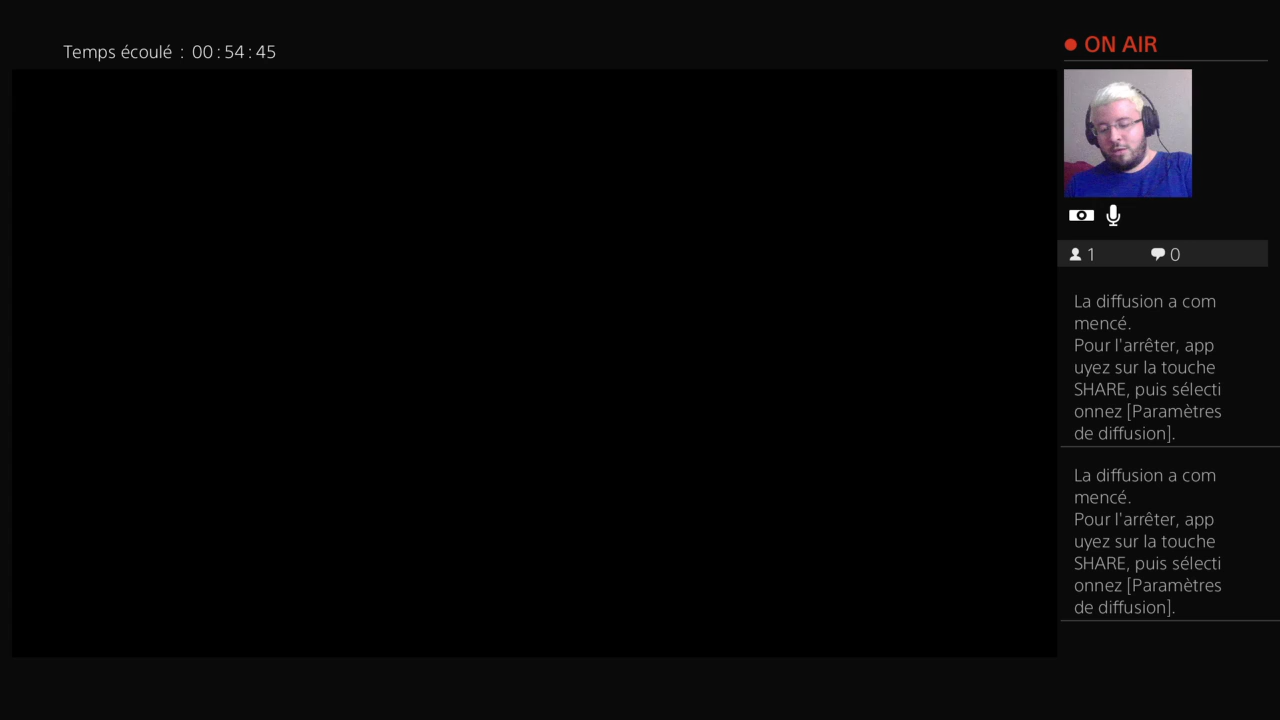 Temps écoulé : 00:54:45
ON AIR
1
0
La diffusion a com
mencé.
Pour l'arrêter, app
uyez sur la touche
SHARE, puis sélecti
onnez [Paramètres
de diffusion].
La diffusion a com
mencé.
Pour l'arrêter, app
uyez sur la touche
SHARE, puis sélecti
onnez [Paramètres
de diffusion].